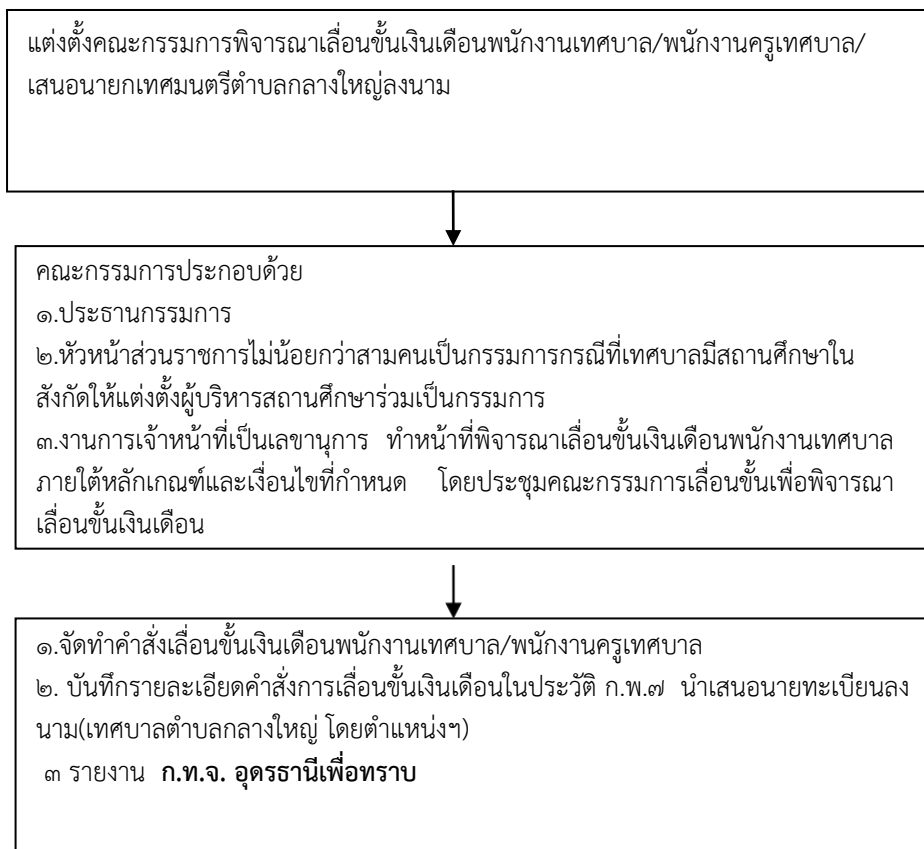 แต่งตั้งคณะกรรมการพิจารณาเลื่อนขั้นเงินเดือนพนักงานเทศบาล/พนักงานครูเทศบาล/
เสนอนายกเทศมนตรีตำบลกลางใหญ่ลงนาม
คณะกรรมการประกอบด้วย
๑.ประธานกรรมการ
๒.หัวหน้าส่วนราชการไม่น้อยกว่าสามคนเป็นกรรมการกรณีที่เทศบาลมีสถานศึกษาใน
สังกัดให้แต่งตั้งผู้บริหารสถานศึกษาร่วมเป็นกรรมการ
๓.งานการเจ้าหน้าที่เป็นเลขานุการ ทำหน้าที่พิจารณาเลื่อนขั้นเงินเดือนพนักงานเทศบาล
ภายใต้หลักเกณฑ์และเงื่อนไขที่กำหนด โดยประชุมคณะกรรมการเลื่อนขั้นเพื่อพิจารณา
เลื่อนขั้นเงินเดือน
๑.จัดทำคำสั่งเลื่อนขั้นเงินเดือนพนักงานเทศบาล/พนักงานครูเทศบาล
๒. บันทึกรายละเอียดคำสั่งการเลื่อนขั้นเงินเดือนในประวัติ ก.พ.๗ นำเสนอนายทะเบียนลง
นาม(เทศบาลตำบลกลางใหญ่ โดยตำแหน่งฯ)
๓ รายงาน ก.ท.จ. อุดรธานีเพื่อทราบ